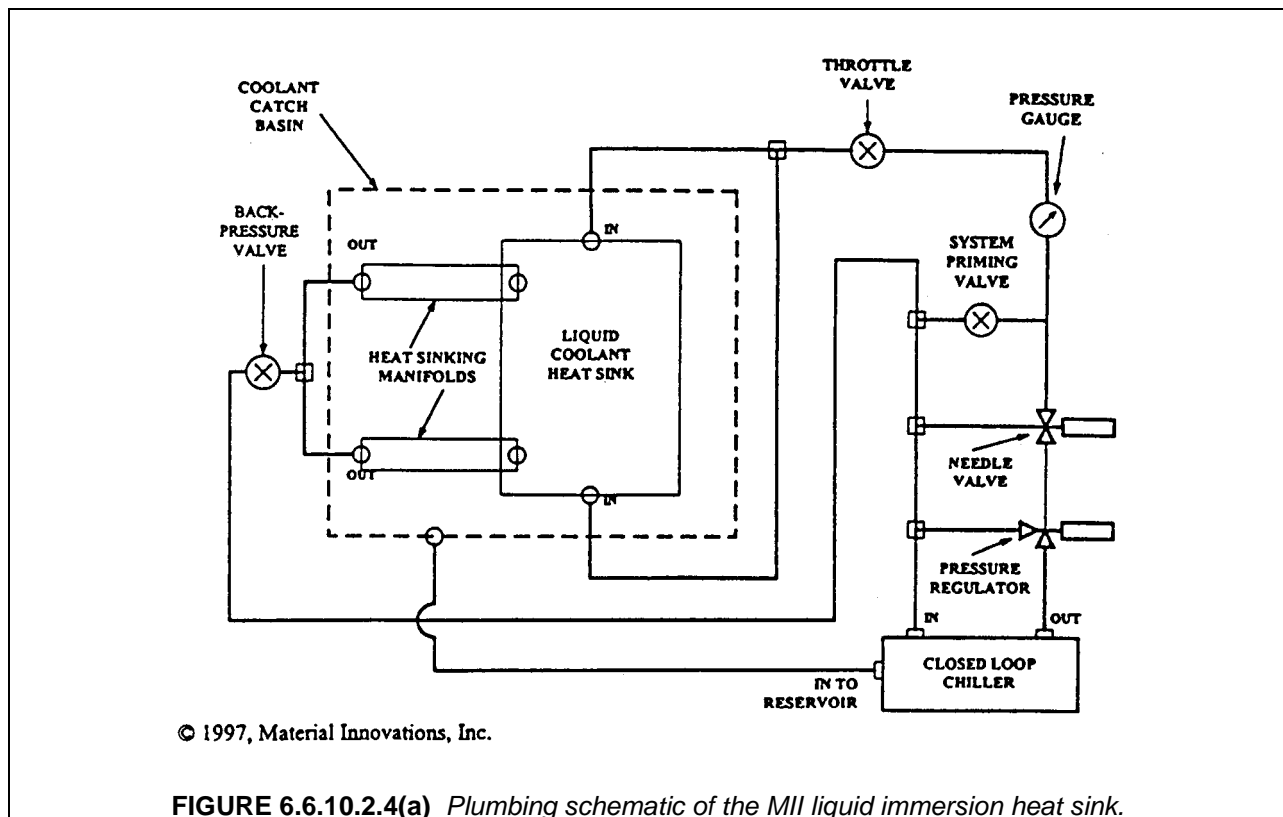 THROTTLE
VALVE
COOLANT
CATCH
BASIN
PRESSURE
GAUGE
BACK-
PRESSURE
VALVE
OUT
IN
SYSTEM
PRIMING
VALVE
HEAT SINKING
MANIFOLDS
LIQUID
COOLANT
HEAT SINK
OUT
IN
NEEDLE
VALVE
PRESSURE
REGULATOR
IN
OUT
CLOSED LOOP
CHILLER
IN TO
RESERVOIR
© 1997, Material Innovations, Inc.
FIGURE 6.6.10.2.4(a) Plumbing schematic of the MII liquid immersion heat sink.